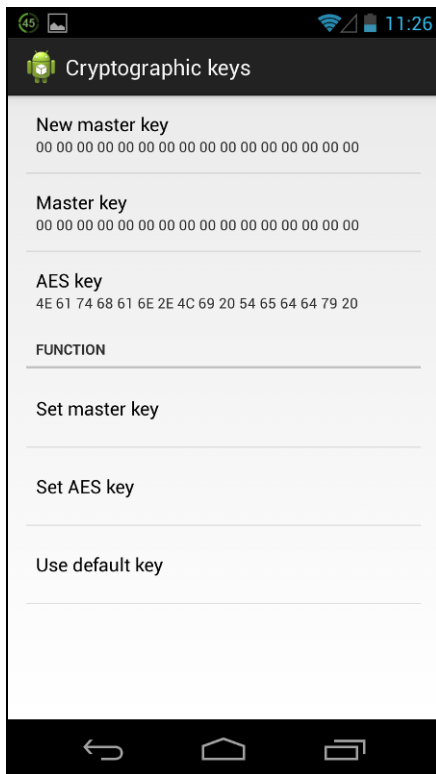 45
11:26
Cryptographic keys
New master key
00 00 00 00 00 00 00 00 00 00 00 00 00 00 00 00
Master key
00 00 00 00 00 00 00 00 00 00 00 00 00 00 00 00
AES key
4E 61 74 68 61 6E 2E 4C 69 20 54 65 64 64 79 20
FUNCTION
Set master key
Set AES key
Use default key